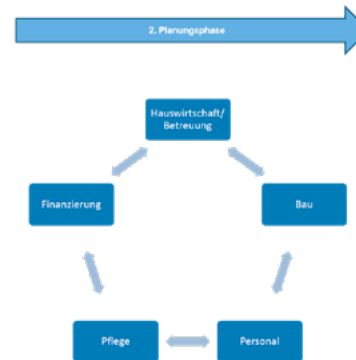 2. Planungsphase
Hauswirtschaft/
Betreuung
Finanzierung
Bau
Pflege
Personal